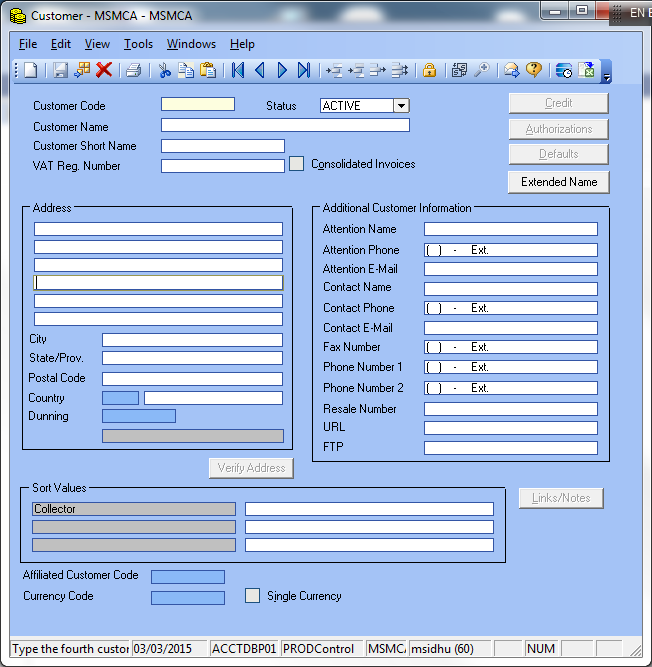 Customer - MSMCA - MSMCA
EN
File Edit View Tools Windows Help
Customer Code Status ACTIVE Credit
Customer Name Authorizations
Customer Short Name Defaults
VAT Reg. Number Consolidated Invoices
Extended Name
Address
City
State/Prov.
Postal Code
Country
Dunning
Verify Address
Additional Customer Information
Attention Name
Attention Phone ( ) - Ext.
Attention E-Mail
Contact Name
Contact Phone ( ) - Ext.
Contact E-Mail
Fax Number ( ) - Ext.
Phone Number 1 ( ) - Ext.
Phone Number 2 ( ) - Ext.
Resale Number
URL
FTP
Sort Values
Collector
Links/Notes
Affiliated Customer Code
Currency Code Single Currency
Type the fourth custor 03/03/2015 ACCTDBP01 PRODControl MSMCA msidhu (60) NUM